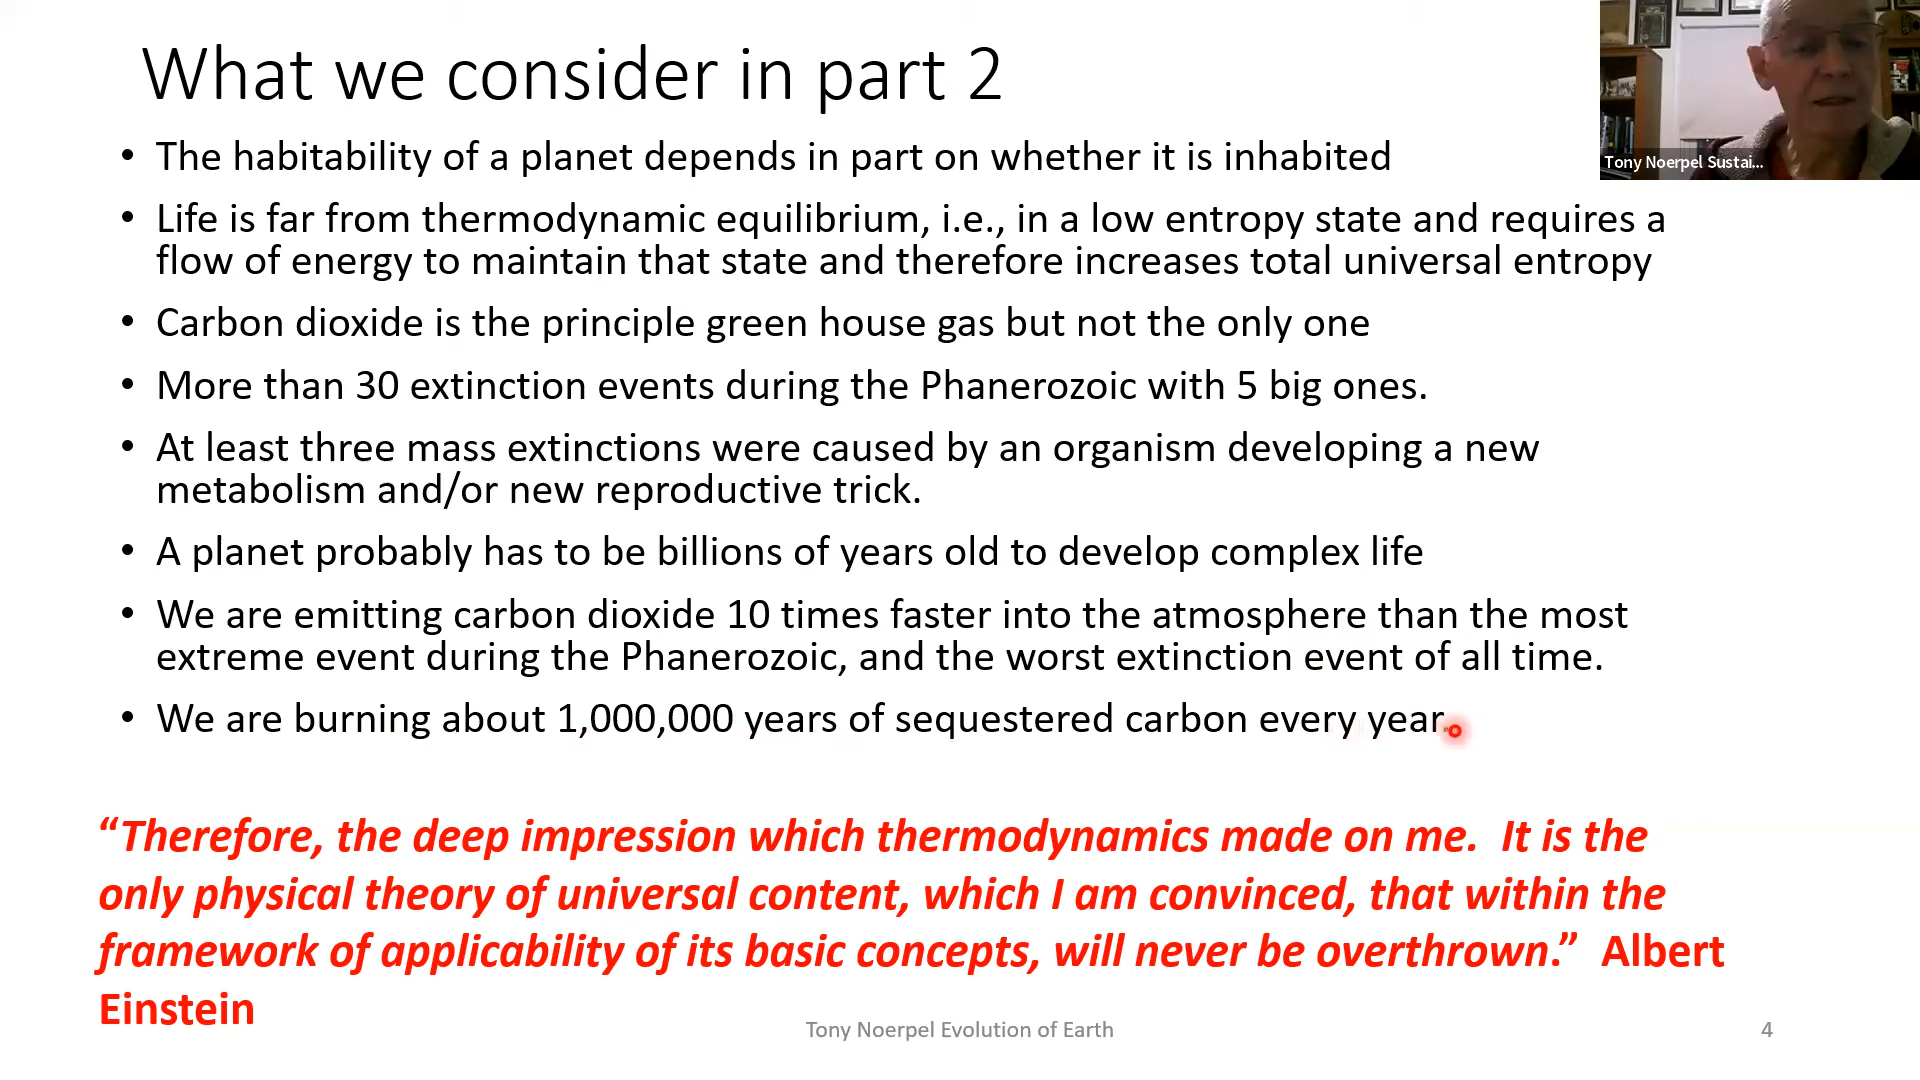 What we consider in part 2
Tony Noerpel Sustai...
• The habitability of a planet depends in part on whether it is inhabited
• Life is far from thermodynamic equilibrium, i.e., in a low entropy state and requires a
flow of energy to maintain that state and therefore increases total universal entropy
• Carbon dioxide is the principle green house gas but not the only one
• More than 30 extinction events during the Phanerozoic with 5 big ones.
• At least three mass extinctions were caused by an organism developing a new
metabolism and/or new reproductive trick.
• A planet probably has to be billions of years old to develop complex life
• We are emitting carbon dioxide 10 times faster into the atmosphere than the most
extreme event during the Phanerozoic, and the worst extinction event of all time.
• We are burning about 1,000,000 years of sequestered carbon every year.
“Therefore, the deep impression which thermodynamics made on me.  It is the
only physical theory of universal content, which I am convinced, that within the
framework of applicability of its basic concepts, will never be overthrown.”  Albert
Einstein
Tony Noerpel Evolution of Earth
4